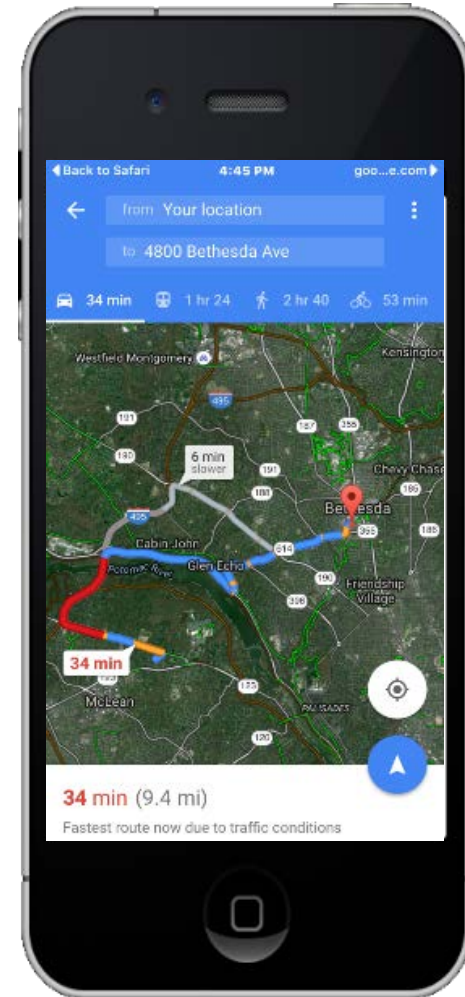 Back to Safari 4:45 PM goo...e.com
from Your location
to 4800 Bethesda Ave
34 min 1 hr 24 2 hr 40 53 min
Westfield Montgomery
Kensington
495
191
187
355
190
6 min
slower
191
Chevy Chase
188
185
Bethesda
495
Cabin John
614
355
186
Potomac River
Glen Echo
190
Friendship
Village
396
34 min
123
123
McLean
PALISADES
120
34 min (9.4 mi)
Fastest route now due to traffic conditions